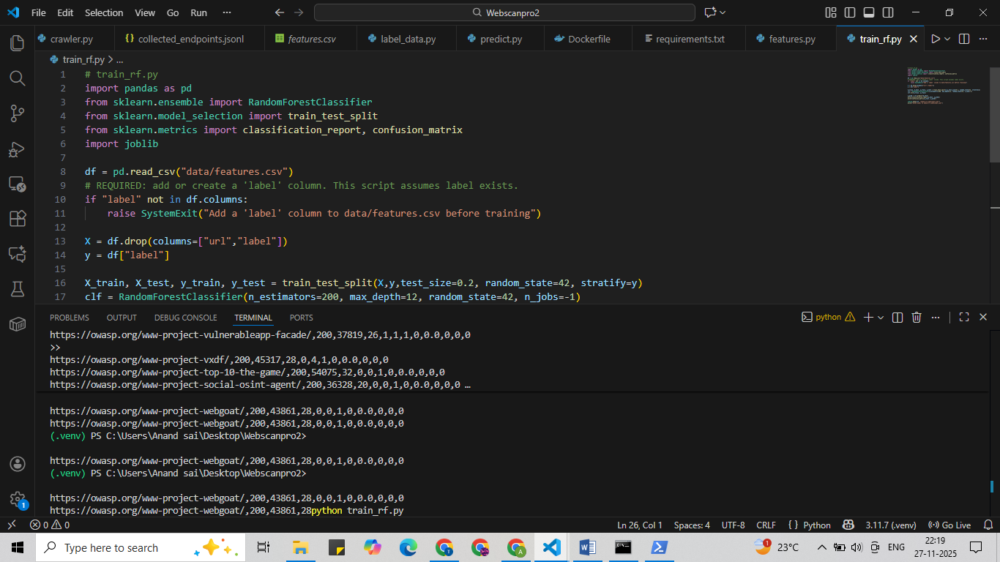 File Edit Selection View Go Run ··· Webscanpro2
crawler.py collected_endpoints.jsonl features.csv label_data.py predict.py Dockerfile requirements.txt features.py train_rf.py
train_rf.py > ...
1 # train_rf.py
2 import pandas as pd
3 from sklearn.ensemble import RandomForestClassifier
4 from sklearn.model_selection import train_test_split
5 from sklearn.metrics import classification_report, confusion_matrix
6 import joblib
7
8 df = pd.read_csv("data/features.csv")
9 # REQUIRED: add or create a 'label' column. This script assumes label exists.
10 if "label" not in df.columns:
11 raise SystemExit("Add a 'label' column to data/features.csv before training")
12
13 X = df.drop(columns=["url","label"])
14 y = df["label"]
15
16 X_train, X_test, y_train, y_test = train_test_split(X,y,test_size=0.2, random_state=42, stratify=y)
17 clf = RandomForestClassifier(n_estimators=200, max_depth=12, random_state=42, n_jobs=-1)
PROBLEMS OUTPUT DEBUG CONSOLE TERMINAL PORTS python
https://owasp.org/www-project-vulnerableapp-facade/,200,37819,26,1,1,1,0,0.0,0,0,0
>>
https://owasp.org/www-project-vxdf/,200,45317,28,0,4,1,0,0.0,0,0,0
https://owasp.org/www-project-top-10-the-game/,200,54075,32,0,0,1,0,0.0,0,0,0
https://owasp.org/www-project-social-osint-agent/,200,36328,20,0,0,1,0,0.0,0,0,0 …
https://owasp.org/www-project-webgoat/,200,43861,28,0,0,1,0,0.0,0,0,0
https://owasp.org/www-project-webgoat/,200,43861,28,0,0,1,0,0.0,0,0,0
(.venv) PS C:\Users\Anand sai\Desktop\Webscanpro2>
https://owasp.org/www-project-webgoat/,200,43861,28,0,0,1,0,0.0,0,0,0
(.venv) PS C:\Users\Anand sai\Desktop\Webscanpro2>
https://owasp.org/www-project-webgoat/,200,43861,28,0,0,1,0,0.0,0,0,0
https://owasp.org/www-project-webgoat/,200,43861,28python train_rf.py
0 0 Ln 26, Col 1 Spaces: 4 UTF-8 CRLF { } Python 3.11.7 (.venv) Go Live
Type here to search 23°C ENG 22:19
27-11-2025